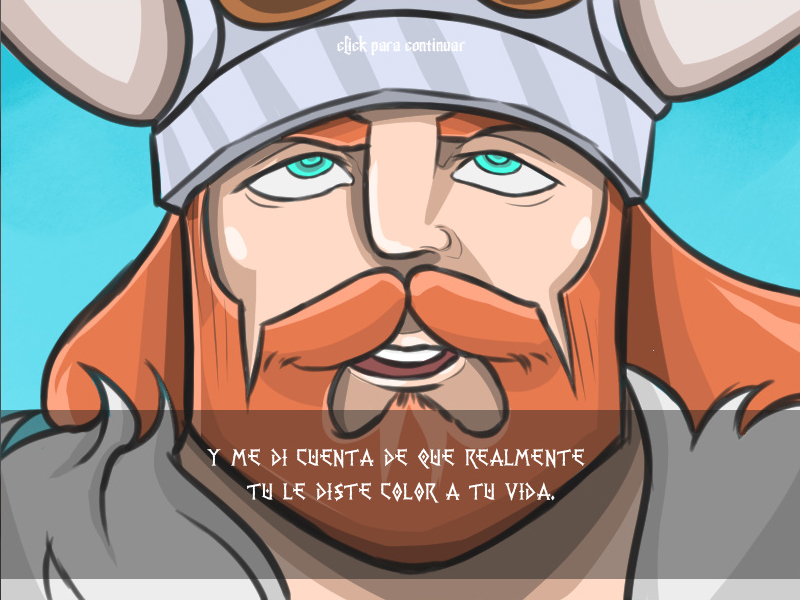 click para continuar
Y ME DI CUENTA DE QUE REALMENTE
TU LE DISTE COLOR A TU VIDA.